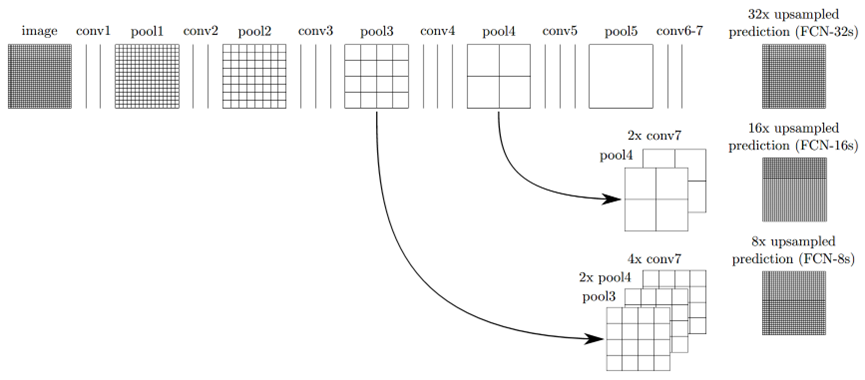 32x upsampled
image conv1 pool1 conv2 pool2 conv3 pool3 conv4 pool4 conv5 pool5 conv6-7 prediction (FCN-32s)
16x upsampled
2x conv7 prediction (FCN-16s)
pool4
8x upsampled
4x conv7 prediction (FCN-8s)
2x pool4
pool3